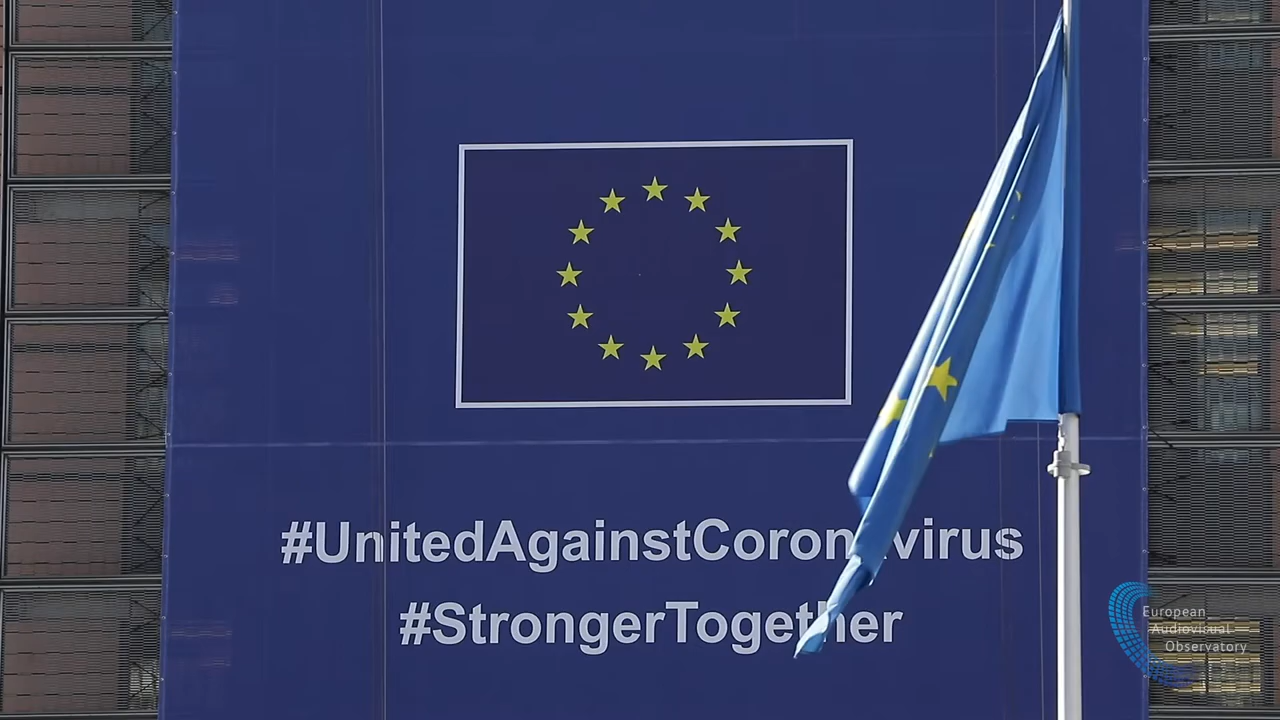 #UnitedAgainstCoronavirus
#StrongerTogether
European
Audiovisual
Observatory